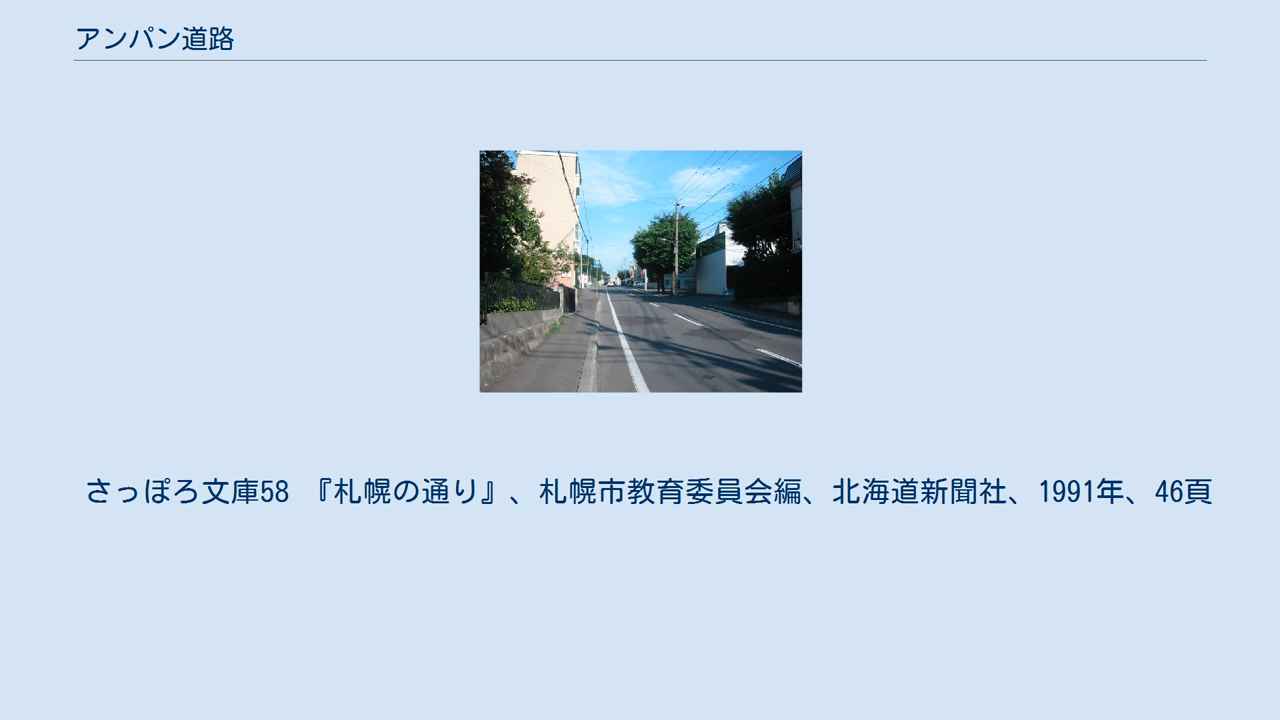 アンパン道路
さっぽろ文庫58 『札幌の通り』、札幌市教育委員会編、北海道新聞社、1991年、46頁